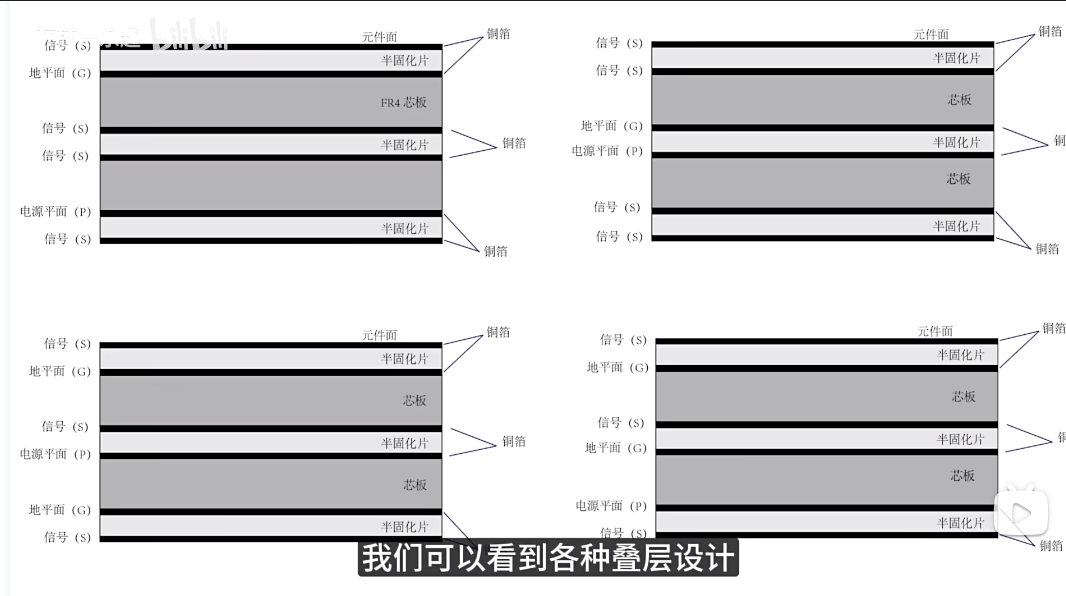 bilibili
元件面
铜箔
信号（S）
半固化片
地平面（G）
FR4 芯板
信号（S）
半固化片
铜箔
信号（S）
电源平面（P）
半固化片
信号（S）
铜箔
元件面
铜箔
信号（S）
半固化片
信号（S）
芯板
地平面（G）
半固化片
铜
电源平面（P）
芯板
信号（S）
半固化片
信号（S）
铜箔
元件面
铜箔
信号（S）
半固化片
地平面（G）
芯板
信号（S）
半固化片
铜箔
电源平面（P）
芯板
地平面（G）
半固化片
信号（S）
元件面
铜箔
信号（S）
半固化片
地平面（G）
芯板
信号（S）
半固化片
地平面（G）
芯板
电源平面（P）
半固化片
信号（S）
铜箔
我们可以看到各种叠层设计